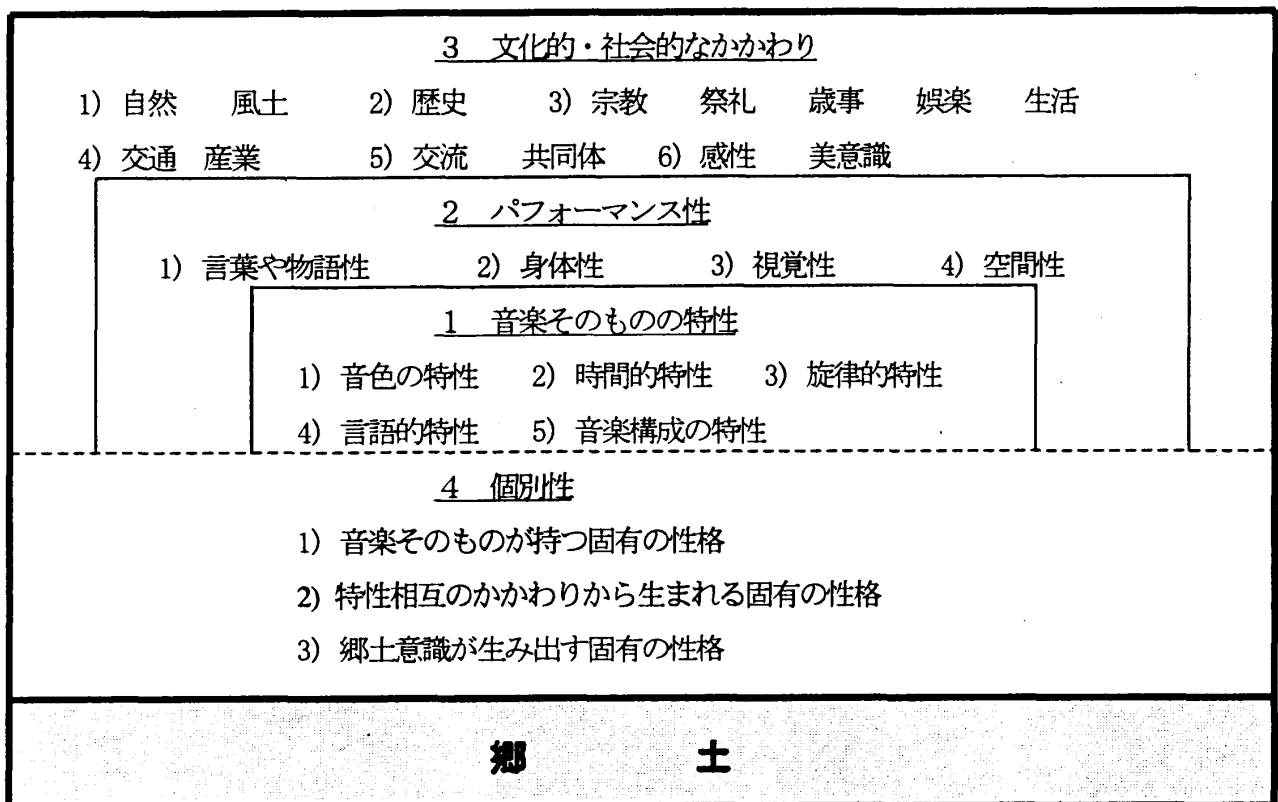 3 文化的・社会的なかかわり
1) 自然 風土 2) 歴史 3) 宗教 祭礼 歳事 娯楽 生活
4) 交通 産業 5) 交流 共同体 6) 感性 美意識
2 パフォーマンス性
1) 言葉や物語性 2) 身体性 3) 視覚性 4) 空間性
1 音楽そのものの特性
1) 音色の特性 2) 時間的特性 3) 旋律的特性
4) 言語的特性 5) 音楽構成の特性
4 個別性
1) 音楽そのものが持つ固有の性格
2) 特性相互のかかわりから生まれる固有の性格
3) 郷土意識が生み出す固有の性格
郷 土